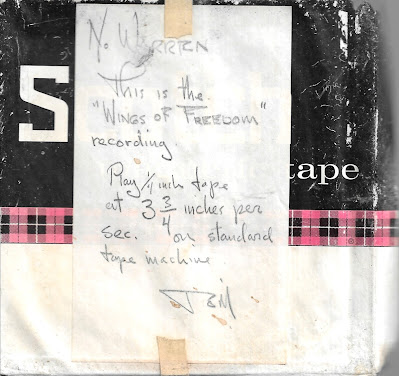 WARREN
This is the
"WINGS OF FREEDOM"
recording.
Play 1/4 inch tape
at 3 3/4 inches per
sec. on standard
tape machine
S
tape